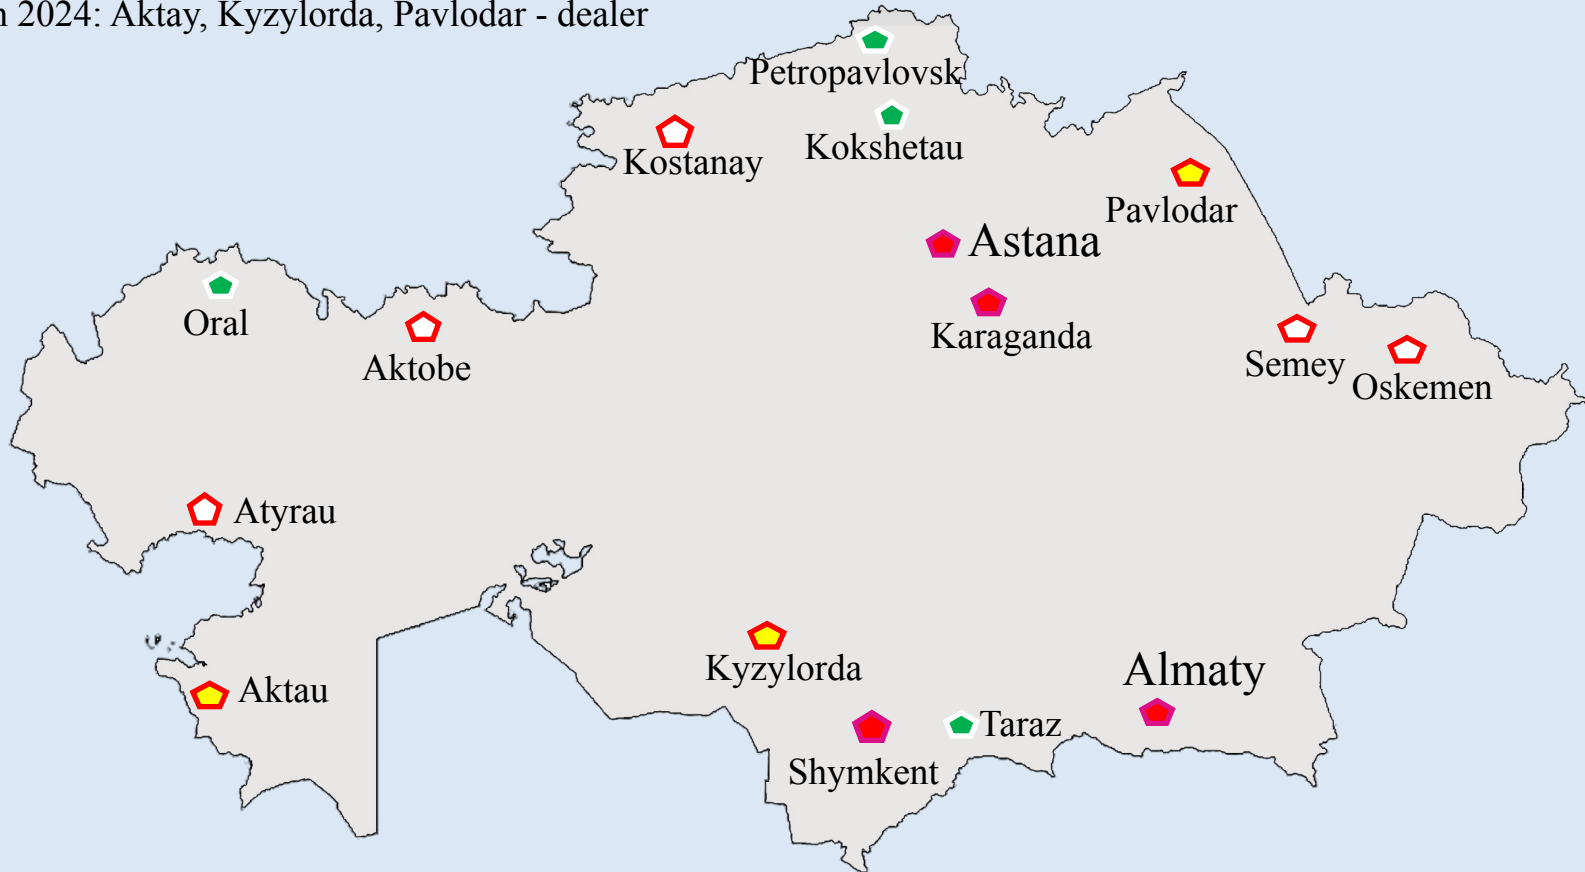 2024: Aktay, Kyzylorda, Pavlodar - dealer
Petropavlovsk
Kostanay
Kokshetau
Pavlodar
Astana
Oral
Karaganda
Aktobe
Semey
Oskemen
Atyrau
Kyzylorda
Almaty
Aktau
Taraz
Shymkent